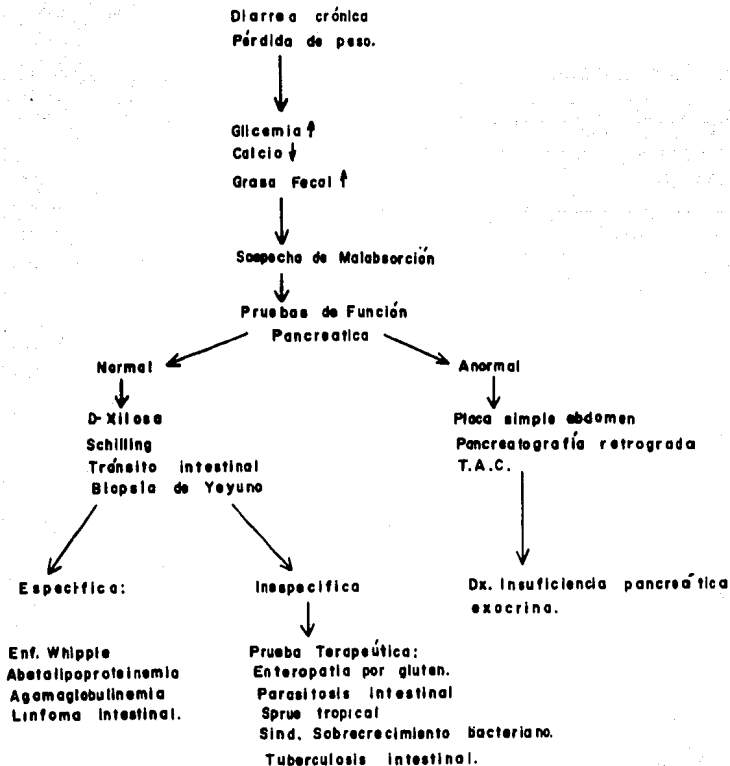 Diarrea crónica
Pérdida de peso.
Glicemia ↑
Calcio ↓
Grasa Fecal ↑
Sospecha de Malabsorción
Pruebas de Función
Pancreatica
Normal
D-Xilosa
Schilling
Tránsito intestinal
Biopsia de Yeyuno
Anormal
Placa simple abdomen
Pancreatografía retrograda
T.A.C.
Específica:
Enf. Whipple
Abetalipoproteinemia
Agamaglobulinemia
Linfoma Intestinal.
Inespecifica
Prueba Terapeútica:
Enteropatia por gluten.
Parasitosis intestinal
Sprue tropical
Sind. Sobrecrecimiento bacteriano.
Tuberculosis intestinal.
Dx. Insuficiencia pancreática
exocrina.